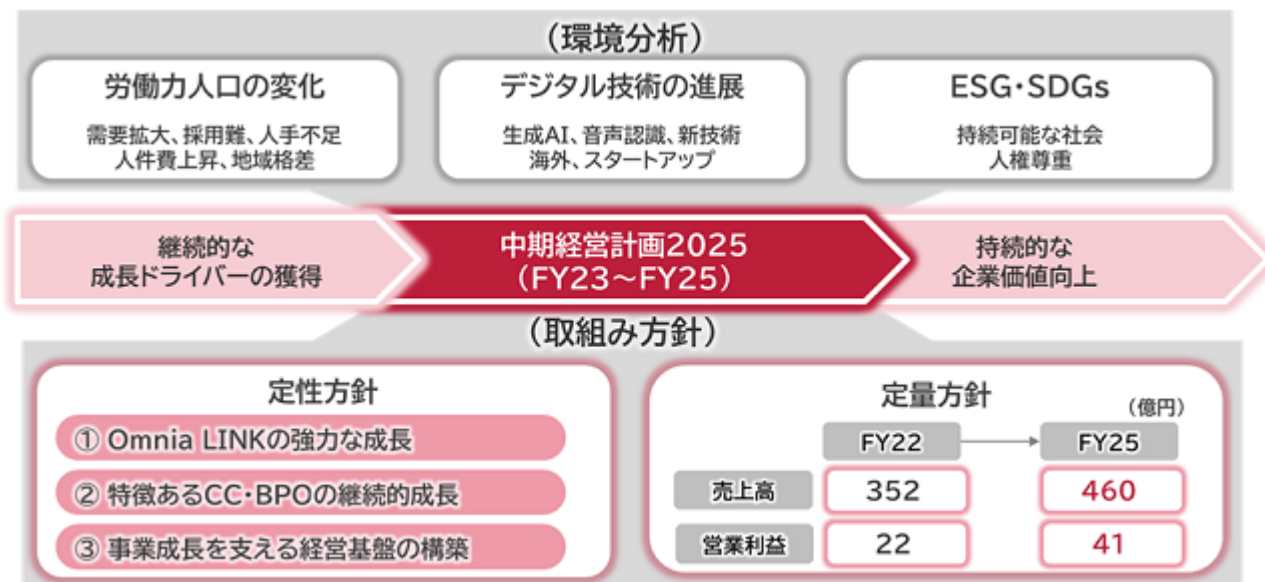 (環境分析)
労働力人口の変化
需要拡大、採用難、人手不足
人件費上昇、地域格差
デジタル技術の進展
生成AI、音声認識、新技術
海外、スタートアップ
ESG・SDGs
持続可能な社会
人権尊重
継続的な
成長ドライバーの獲得
中期経営計画2025
(FY23～FY25)
持続的な
企業価値向上
(取組み方針)
定性方針
① Omnia LINKの強力な成長
② 特徴あるCC・BPOの継続的成長
③ 事業成長を支える経営基盤の構築
定量方針
(億円)
FY22 FY25
売上高 352 460
営業利益 22 41